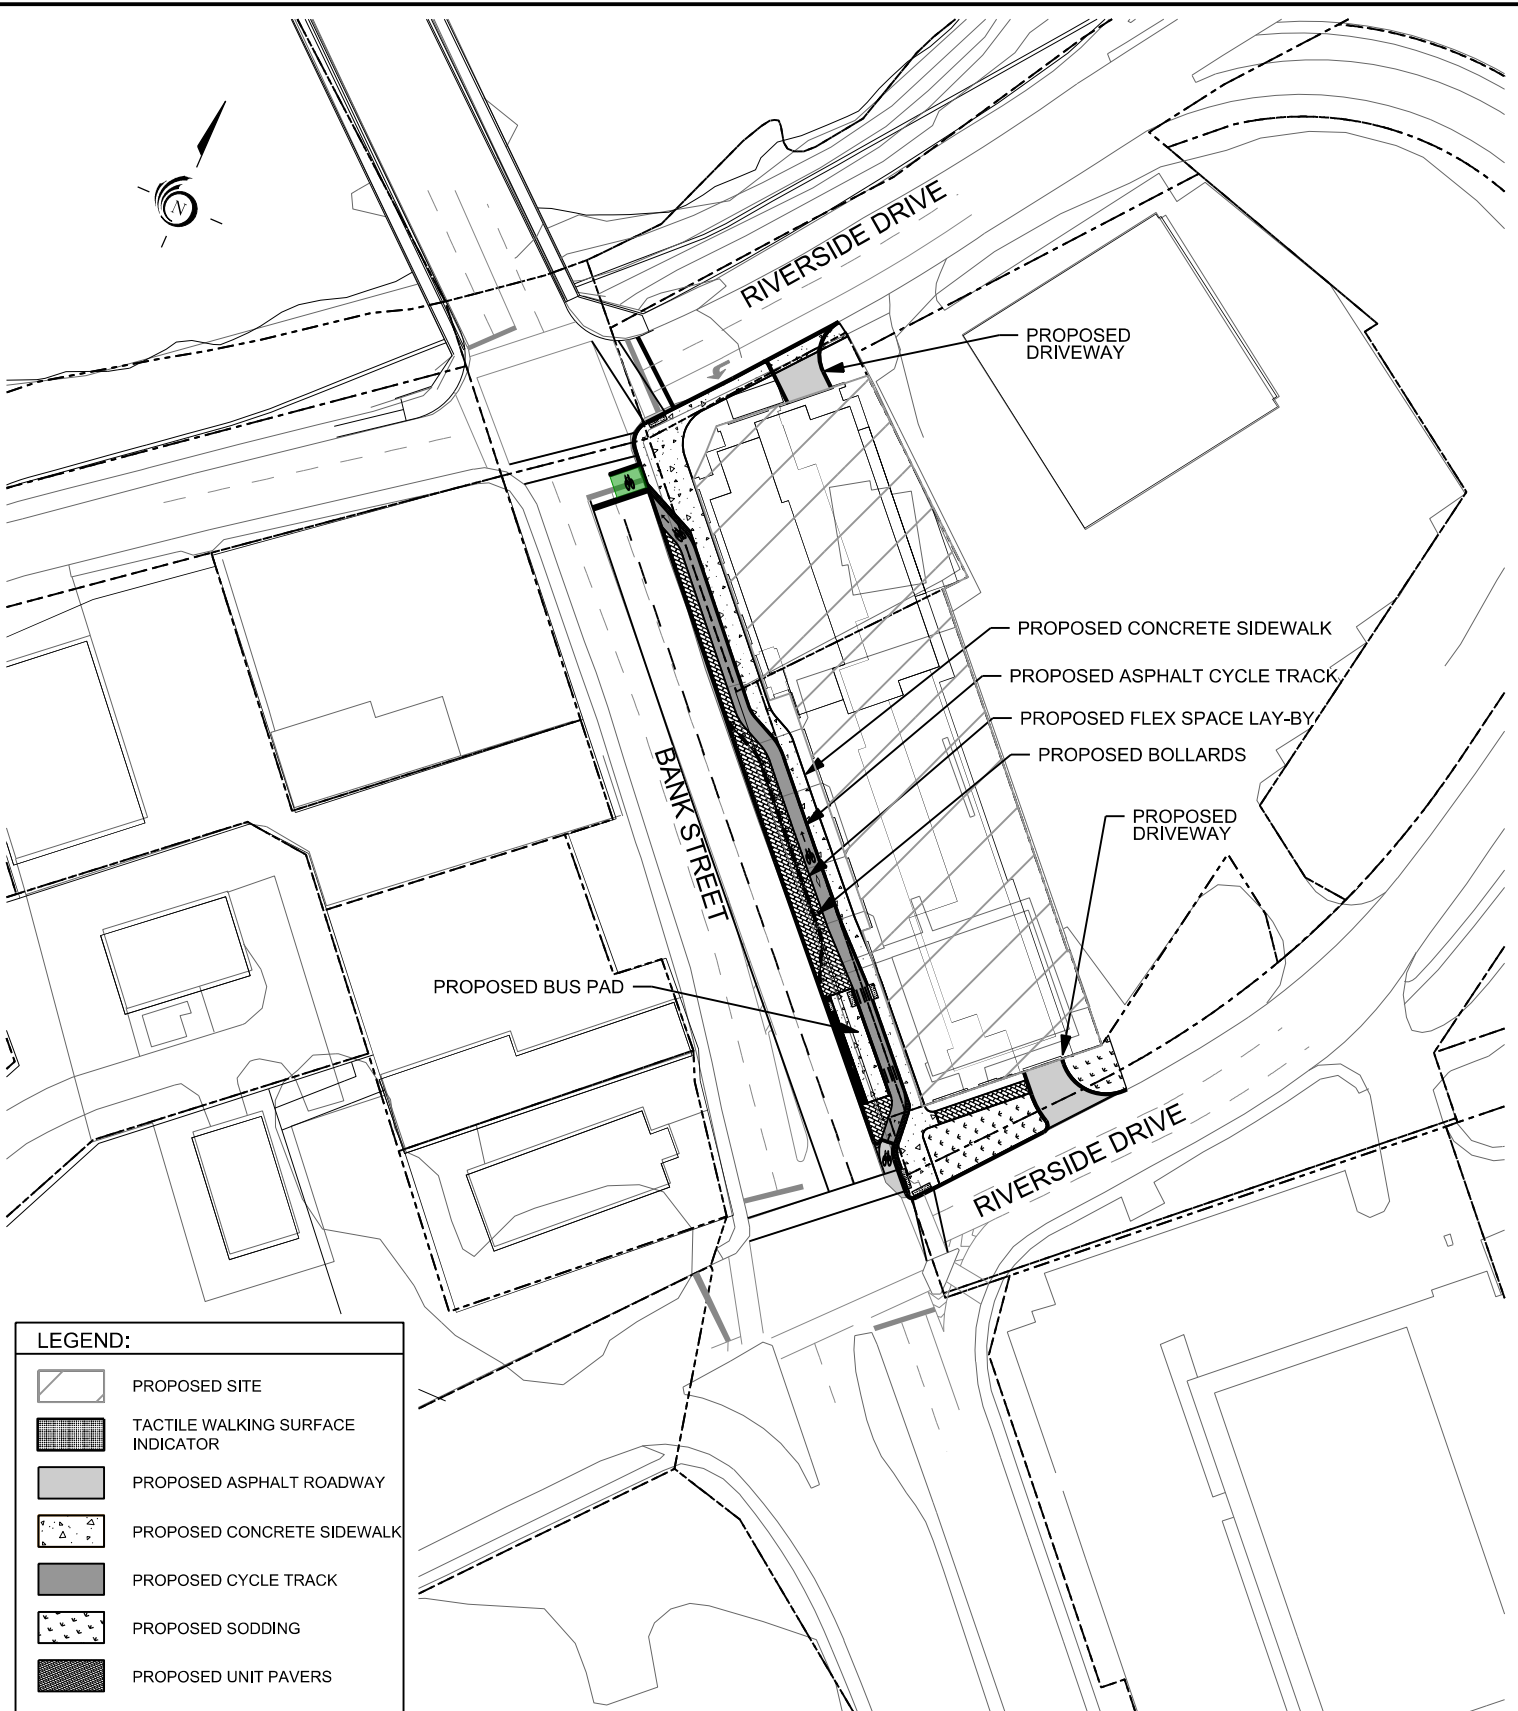 N
RIVERSIDE DRIVE
PROPOSED
DRIVEWAY
PROPOSED CONCRETE SIDEWALK
PROPOSED ASPHALT CYCLE TRACK
PROPOSED FLEX SPACE LAY-BY
PROPOSED BOLLARDS
BANK STREET
PROPOSED
DRIVEWAY
PROPOSED BUS PAD
RIVERSIDE DRIVE
LEGEND:
PROPOSED SITE
TACTILE WALKING SURFACE
INDICATOR
PROPOSED ASPHALT ROADWAY
PROPOSED CONCRETE SIDEWALK
PROPOSED CYCLE TRACK
PROPOSED SODDING
PROPOSED UNIT PAVERS